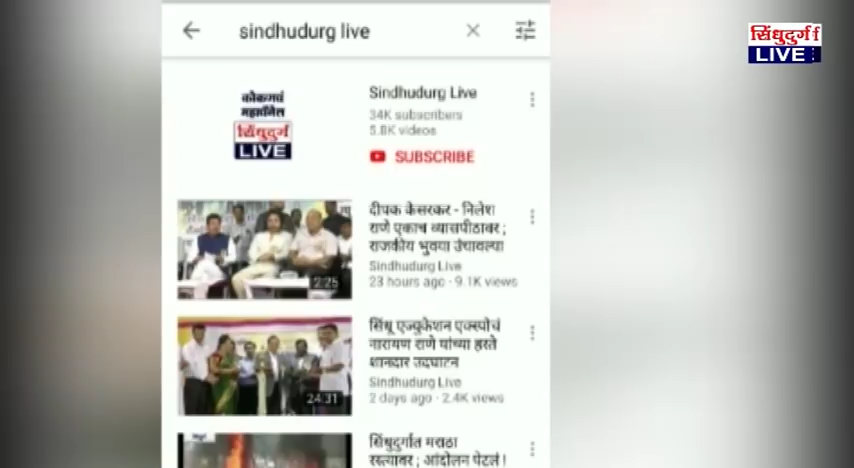 sindhudurg live
सिंधुदुर्ग
LIVE
कोकणचं
महाचॅनेल
सिंधुदुर्ग
LIVE
Sindhudurg Live
34K subscribers
5.8K videos
SUBSCRIBE
दीपक केसरकर - निलेश
राणे एकाच व्यासपीठावर ;
राजकीय भुवया उंचावल्या
Sindhudurg Live
23 hours ago · 9.1K views
2:25
सिंधू एज्युकेशन एक्स्पोचं
नारायण राणे यांच्या हस्ते
शानदार उदघाटन
Sindhudurg Live
2 days ago · 2.4K views
24:31
सिंधुदुर्गात मराठा
रस्त्यावर ; आंदोलन पेटलं !